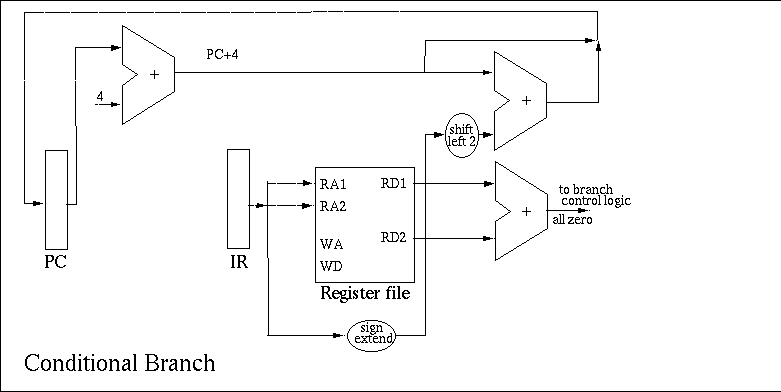 PC+4
+
4
+
shift
left 2
RA1
RD1
RA2
+
to branch
control logic
all zero
WA
RD2
WD
PC
IR
Register file
sign
extend
Conditional Branch